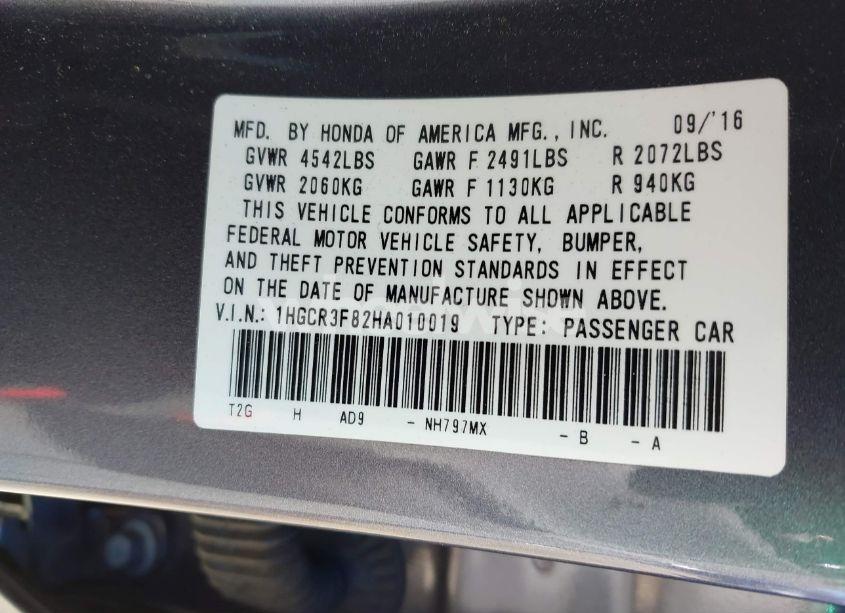 MFD. BY HONDA OF AMERICA MFG., INC. 09/'16
GVWR 4542LBS GAWR F 2491LBS R 2072LBS
GVWR 2060KG GAWR F 1130KG R 940KG
THIS VEHICLE CONFORMS TO ALL APPLICABLE
FEDERAL MOTOR VEHICLE SAFETY, BUMPER,
AND THEFT PREVENTION STANDARDS IN EFFECT
ON THE DATE OF MANUFACTURE SHOWN ABOVE.
V.I.N.: 1HGCR3F82HA010019 TYPE: PASSENGER CAR
T2G H AD9 - NH797MX - B - A